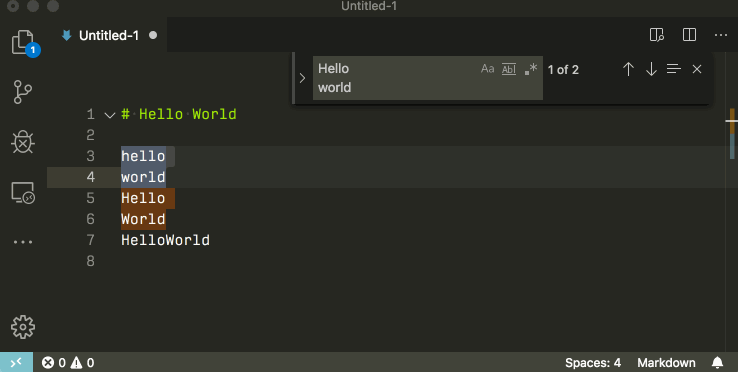 Untitled-1
Untitled-1
Hello
world
Aa Abl .* 1 of 2
1 # Hello World
2
3 hello
4 world
5 Hello
6 World
7 HelloWorld
8
1
0 0
Spaces: 4 Markdown